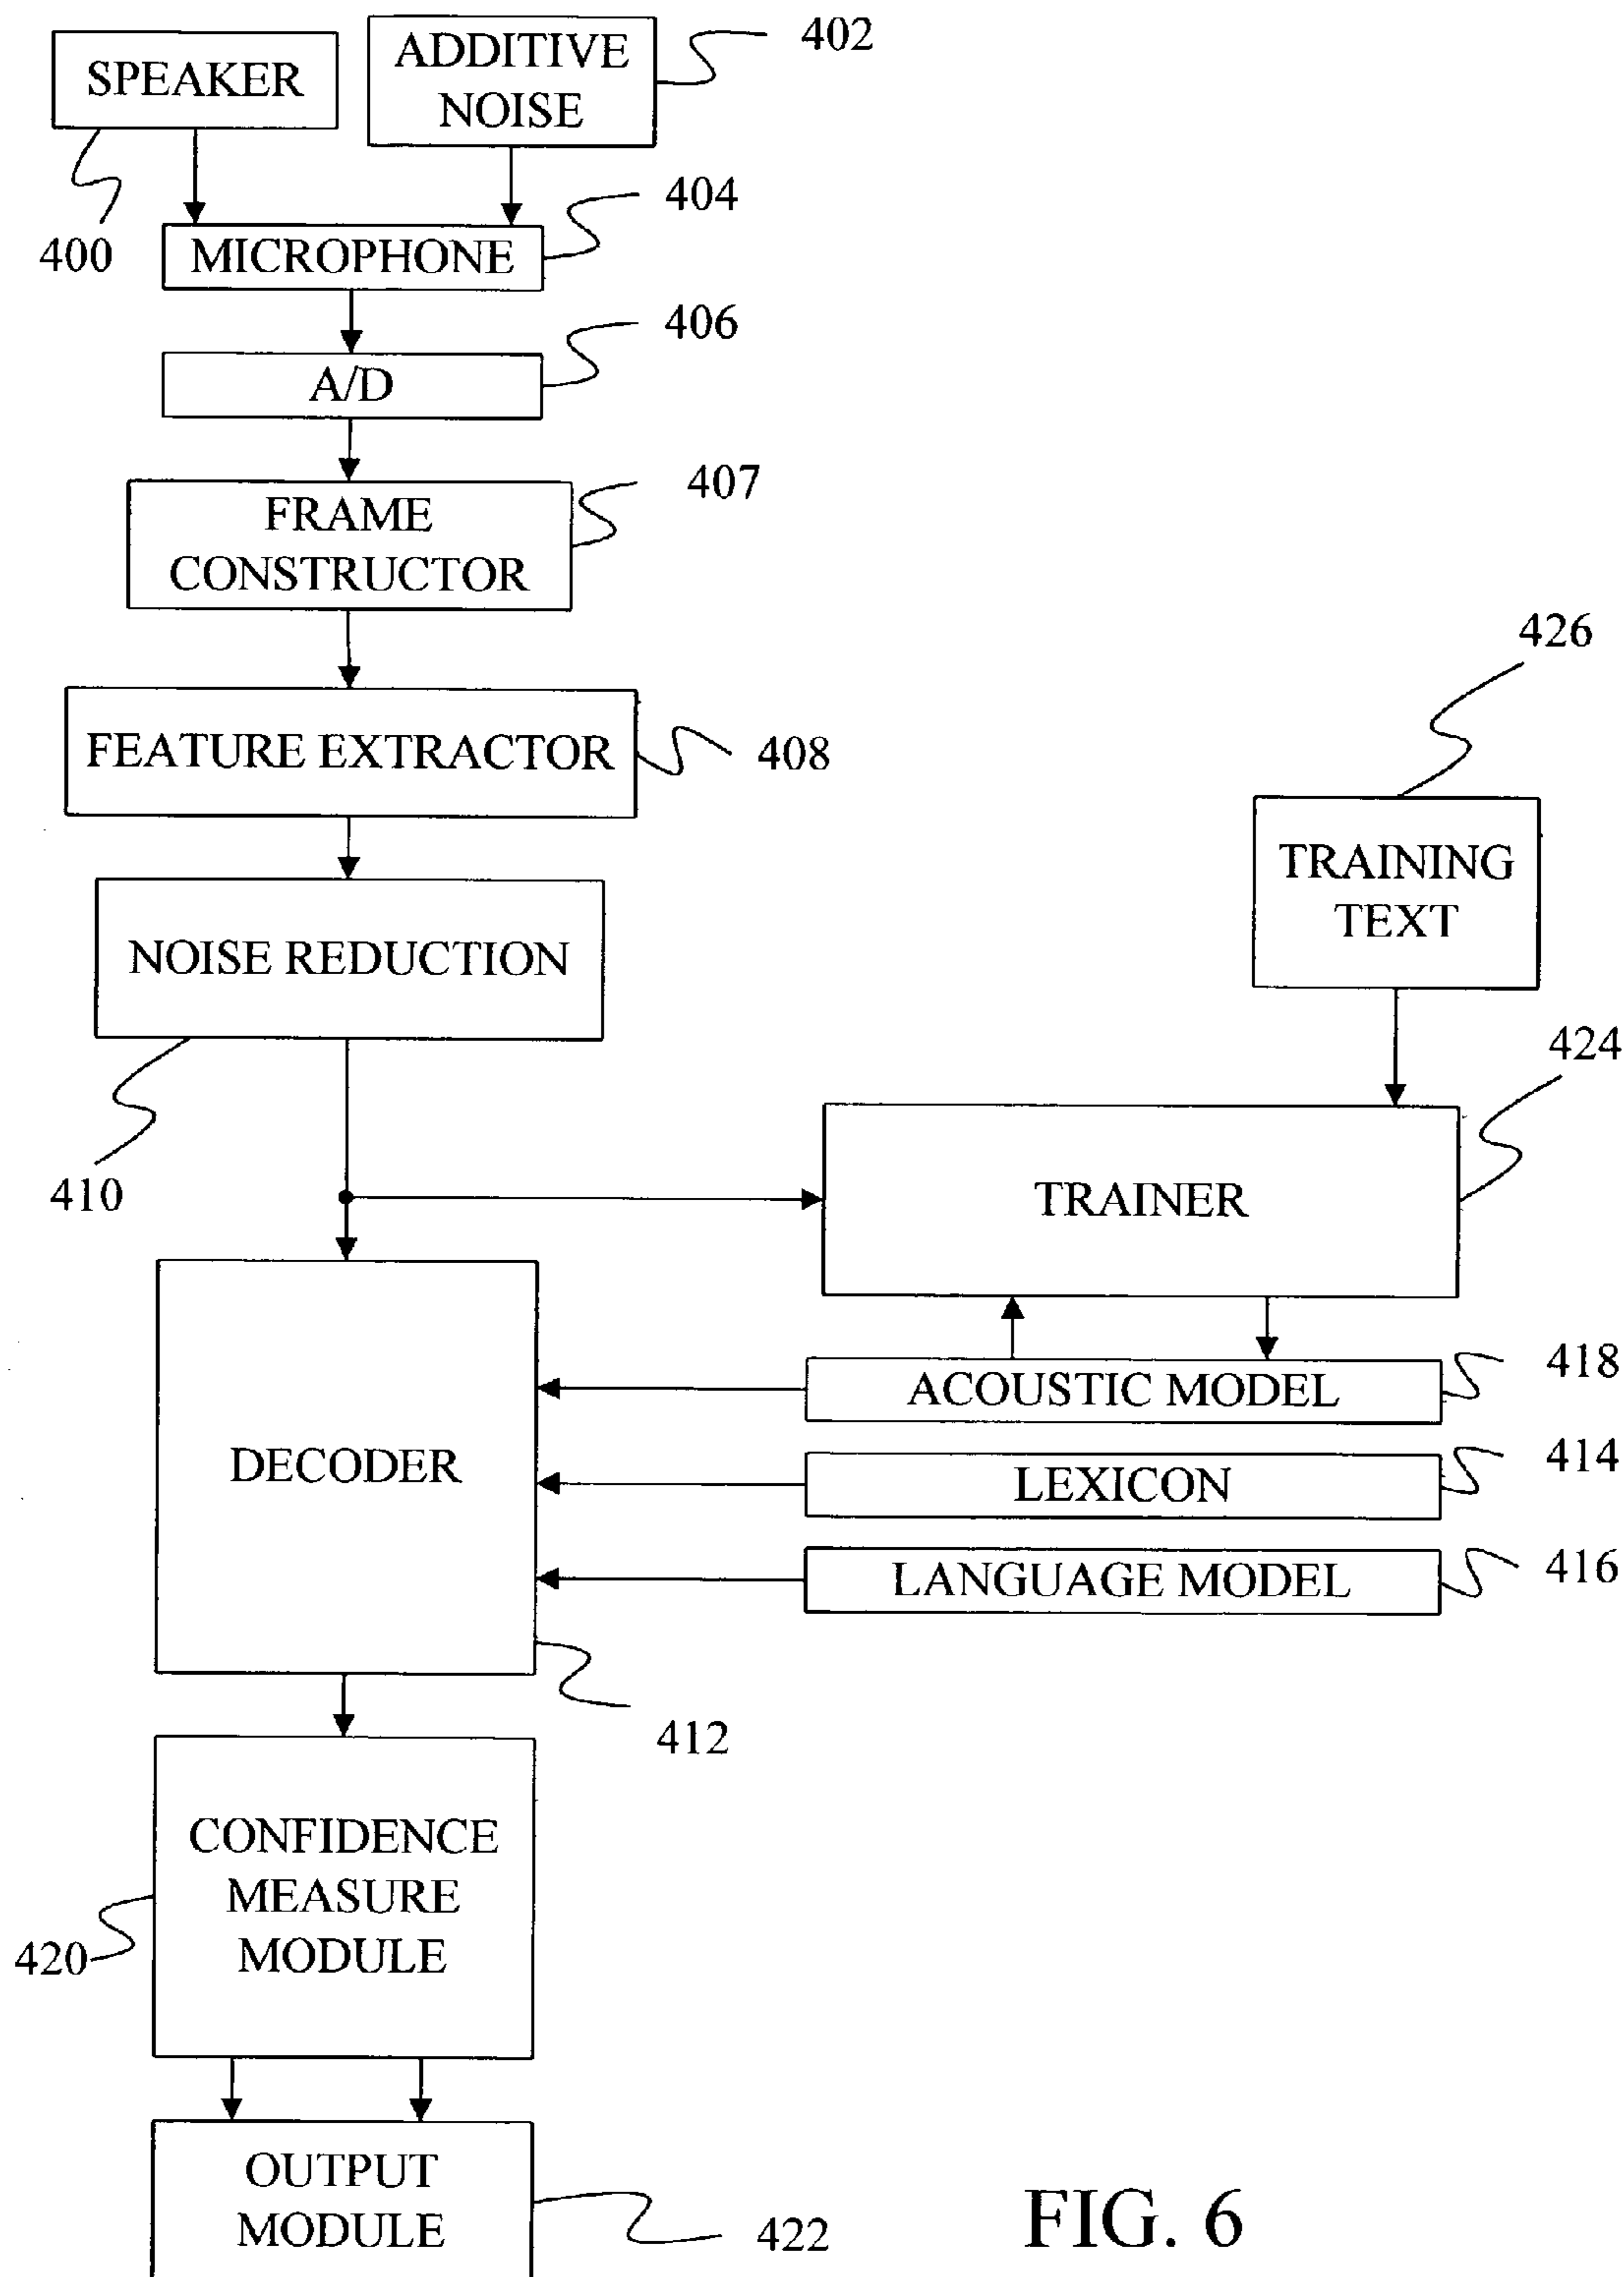 SPEAKER
ADDITIVE
NOISE
402
400
MICROPHONE
404
A/D
406
FRAME
CONSTRUCTOR
407
FEATURE EXTRACTOR
408
NOISE REDUCTION
410
426
TRAINING
TEXT
424
TRAINER
DECODER
412
ACOUSTIC MODEL
418
LEXICON
414
LANGUAGE MODEL
416
CONFIDENCE
MEASURE
MODULE
420
OUTPUT
MODULE
422
FIG. 6